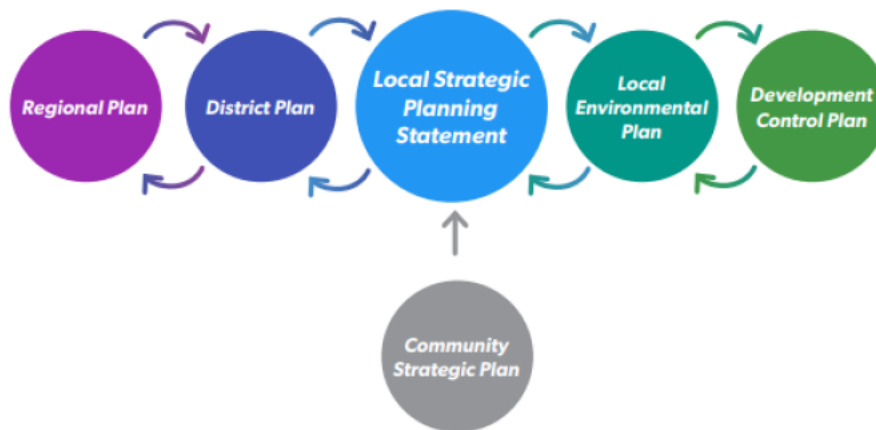 Regional Plan
District Plan
Local Strategic
Planning
Statement
Local
Environmental
Plan
Development
Control Plan
Community
Strategic Plan